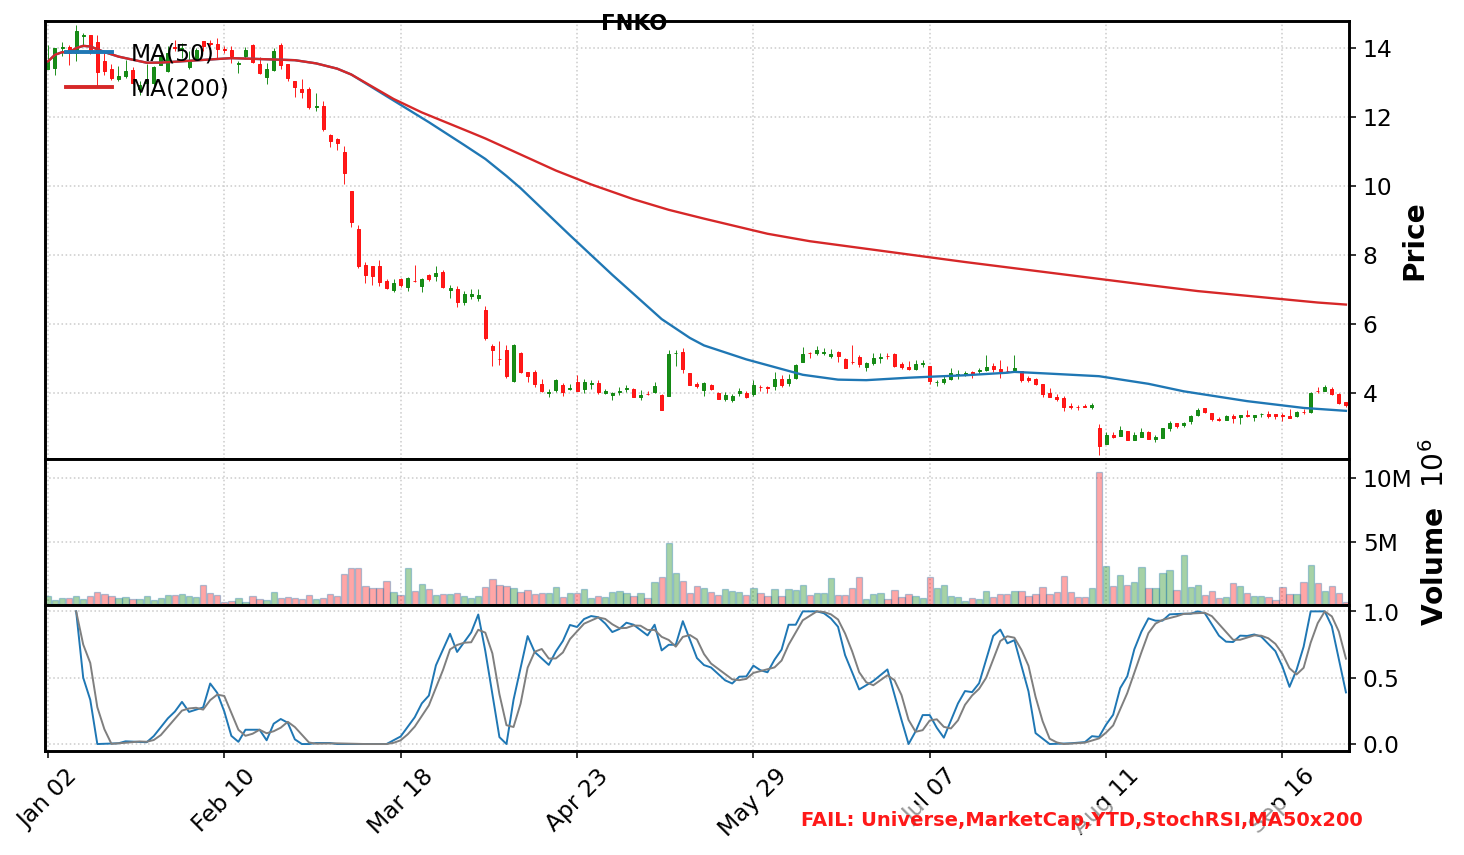 FNKO
MA(50)
MA(200)
14
12
10
8
6
4
Price
10M
5M
Volume 10⁶
1.0
0.5
0.0
Jan 02
Feb 10
Mar 18
Apr 23
May 29
Jul 07
Aug 11
Sep 16
FAIL: Universe,MarketCap,YTD,StochRSI,MA50x200